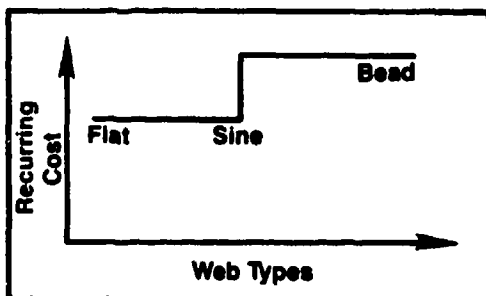 Recurring
Cost
Bead
Flat
Sine
Web Types